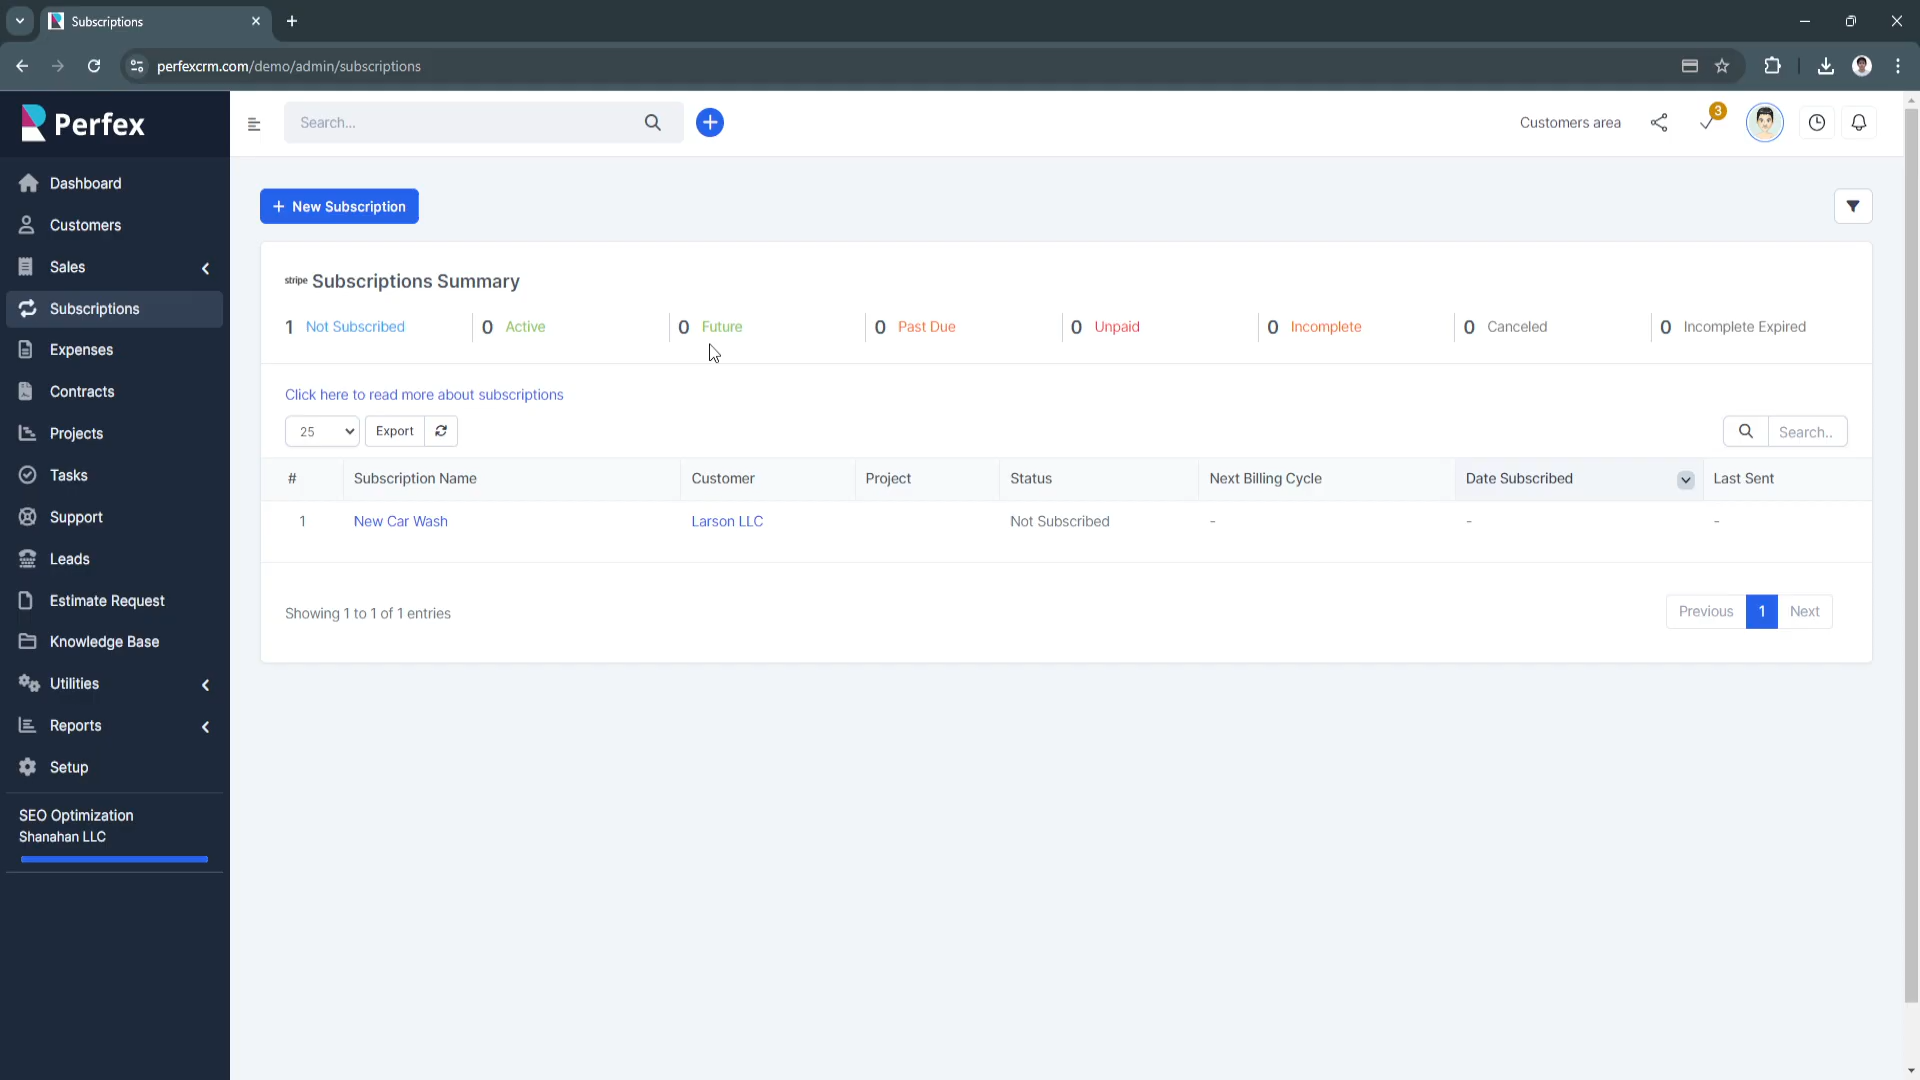 Subscriptions
perfexcrm.com/demo/admin/subscriptions
Perfex
Search...
Customers area
3
Dashboard
Customers
Sales
Subscriptions
Expenses
Contracts
Projects
Tasks
Support
Leads
Estimate Request
Knowledge Base
Utilities
Reports
Setup
SEO Optimization
Shanahan LLC
New Subscription
stripe Subscriptions Summary
1 Not Subscribed 0 Active 0 Future 0 Past Due 0 Unpaid 0 Incomplete 0 Canceled 0 Incomplete Expired
Click here to read more about subscriptions
25 Export Search..
# Subscription Name Customer Project Status Next Billing Cycle Date Subscribed Last Sent
1 New Car Wash Larson LLC Not Subscribed - - -
Showing 1 to 1 of 1 entries
Previous 1 Next